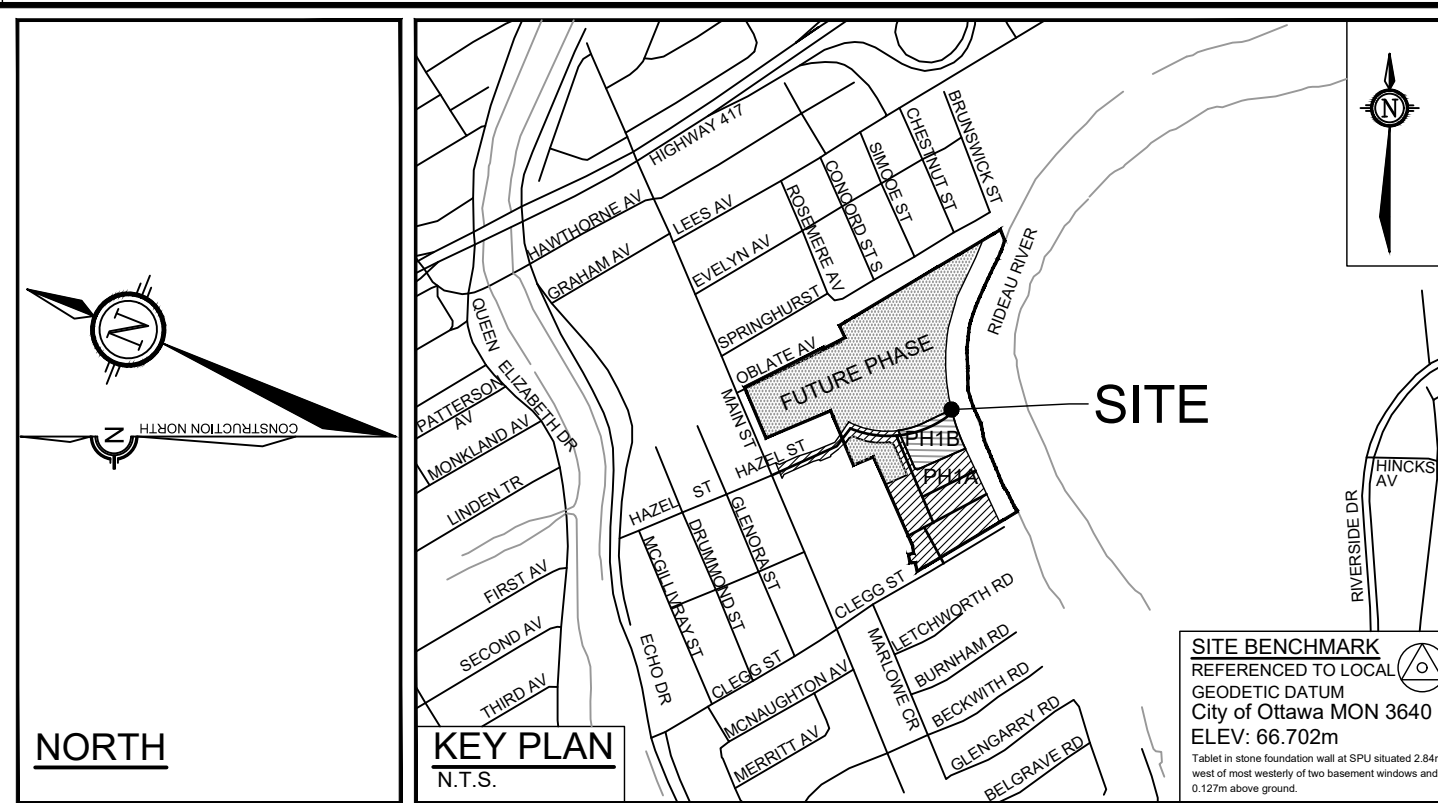 N
CONSTRUCTION NORTH
N
NORTH
HIGHWAY 417
HAWTHORNE AV
GRAHAM AV
LEES AV
EVELYN AV
SPRINGHURST
OBLATE AV
ROSEMERE AV
CONCORD ST S
SIMCOE ST
CHESTNUT ST
BRUNSWICK ST
RIDEAU RIVER
FUTURE PHASE
SITE
PH1B
PH1A
QUEEN ELIZABETH DR
PATTERSON
AV
MONKLAND AV
LINDEN TR
FIRST AV
SECOND AV
THIRD AV
MAIN ST
HAZEL ST
HAZEL ST
GLENORA ST
DRUMMOND ST
MCGILLIVRAY ST
ECHO DR
CLEGG ST
CLEGG ST
MCNAUGHTON AV
MERRITT AV
MARLOWE CR
LETCHWORTH RD
BURNHAM RD
BECKWITH RD
GLENGARRY RD
BELGRAVE RD
KEY PLAN
N.T.S.
N
HINCKS
AV
RIVERSIDE DR
SITE BENCHMARK
REFERENCED TO LOCAL
GEODETIC DATUM
City of Ottawa MON 3640
ELEV: 66.702m
Tablet in stone foundation wall at SPU situated 2.84m
west of most westerly of two basement windows and
0.127m above ground.